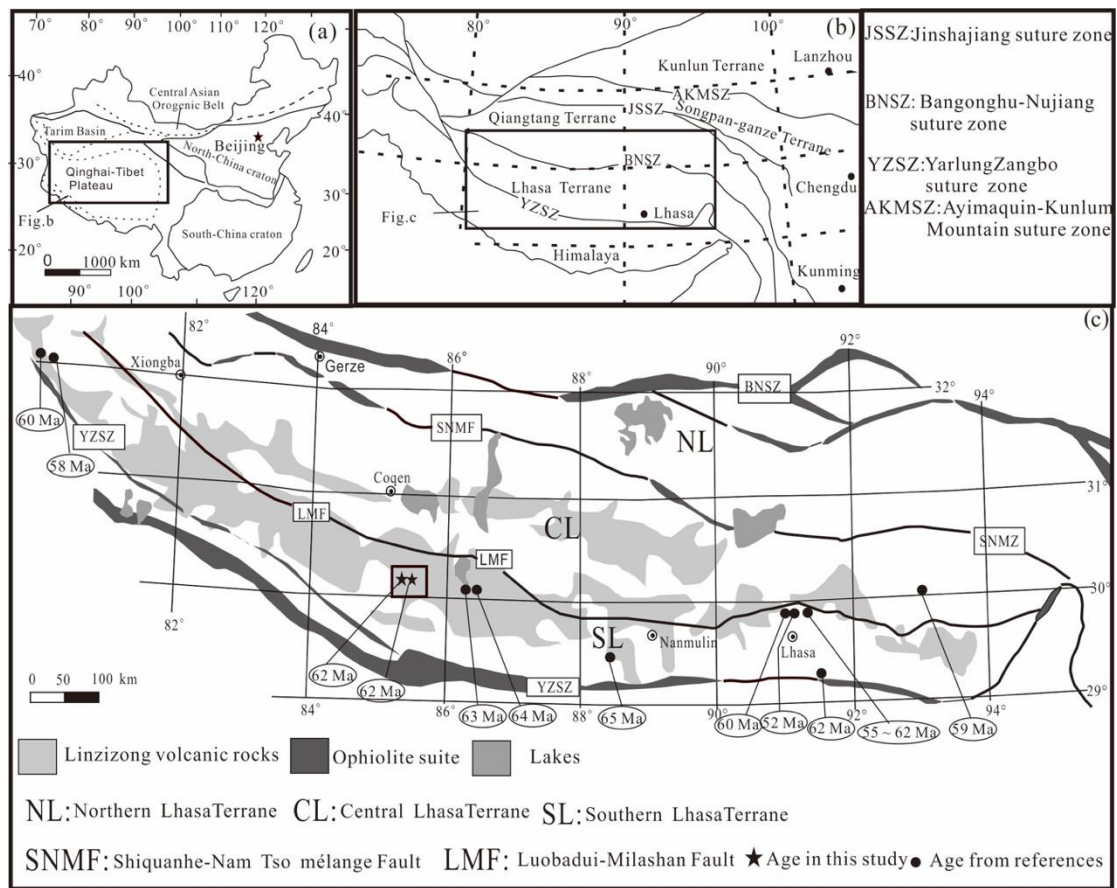 70° 80° 90° 100° 110° 120°
(a)
40°
40°
Central Asian
Orogenic Belt
Tarim Basin
Beijing
North-China craton
30°
30°
Qinghai-Tibet
Plateau
Fig.b
South-China craton
20°
20°
0 1000 km
90° 100° 120°
80° 90° 100°
(b)
Lanzhou
Kunlun Terrane
40°
AKMSZ
JSSZ
Songpan-ganze Terrane
Qiangtang Terrane
BNSZ
30°
Lhasa Terrane
Chengdu
YZSZ
Fig.c
Lhasa
20°
Himalaya
Kunming
JSSZ:Jinshajiang suture zone
BNSZ: Bangonghu-Nujiang
suture zone
YZSZ:YarlungZangbo
suture zone
AKMSZ:Ayimaquin-Kunlum
Mountain suture zone
(c)
82°
84°
86°
88°
90°
92°
32°
94°
Xiongba
Gerze
BNSZ
60 Ma
YZSZ
SNMF
NL
58 Ma
Coqen
31°
LMF
CL
LMF
SNMZ
30°
82°
SL
Nanmulin
Lhasa
62 Ma
62 Ma
YZSZ
29°
0 50 100 km
84°
86°
63 Ma
64 Ma
88°
65 Ma
90°
60 Ma
52 Ma
62 Ma
92°
55 ~ 62 Ma
59 Ma
94°
Linzizong volcanic rocks
Ophiolite suite
Lakes
NL: Northern LhasaTerrane CL: Central LhasaTerrane SL: Southern LhasaTerrane
SNMF: Shiquanhe-Nam Tso mélange Fault LMF: Luobadui-Milashan Fault Age in this study Age from references